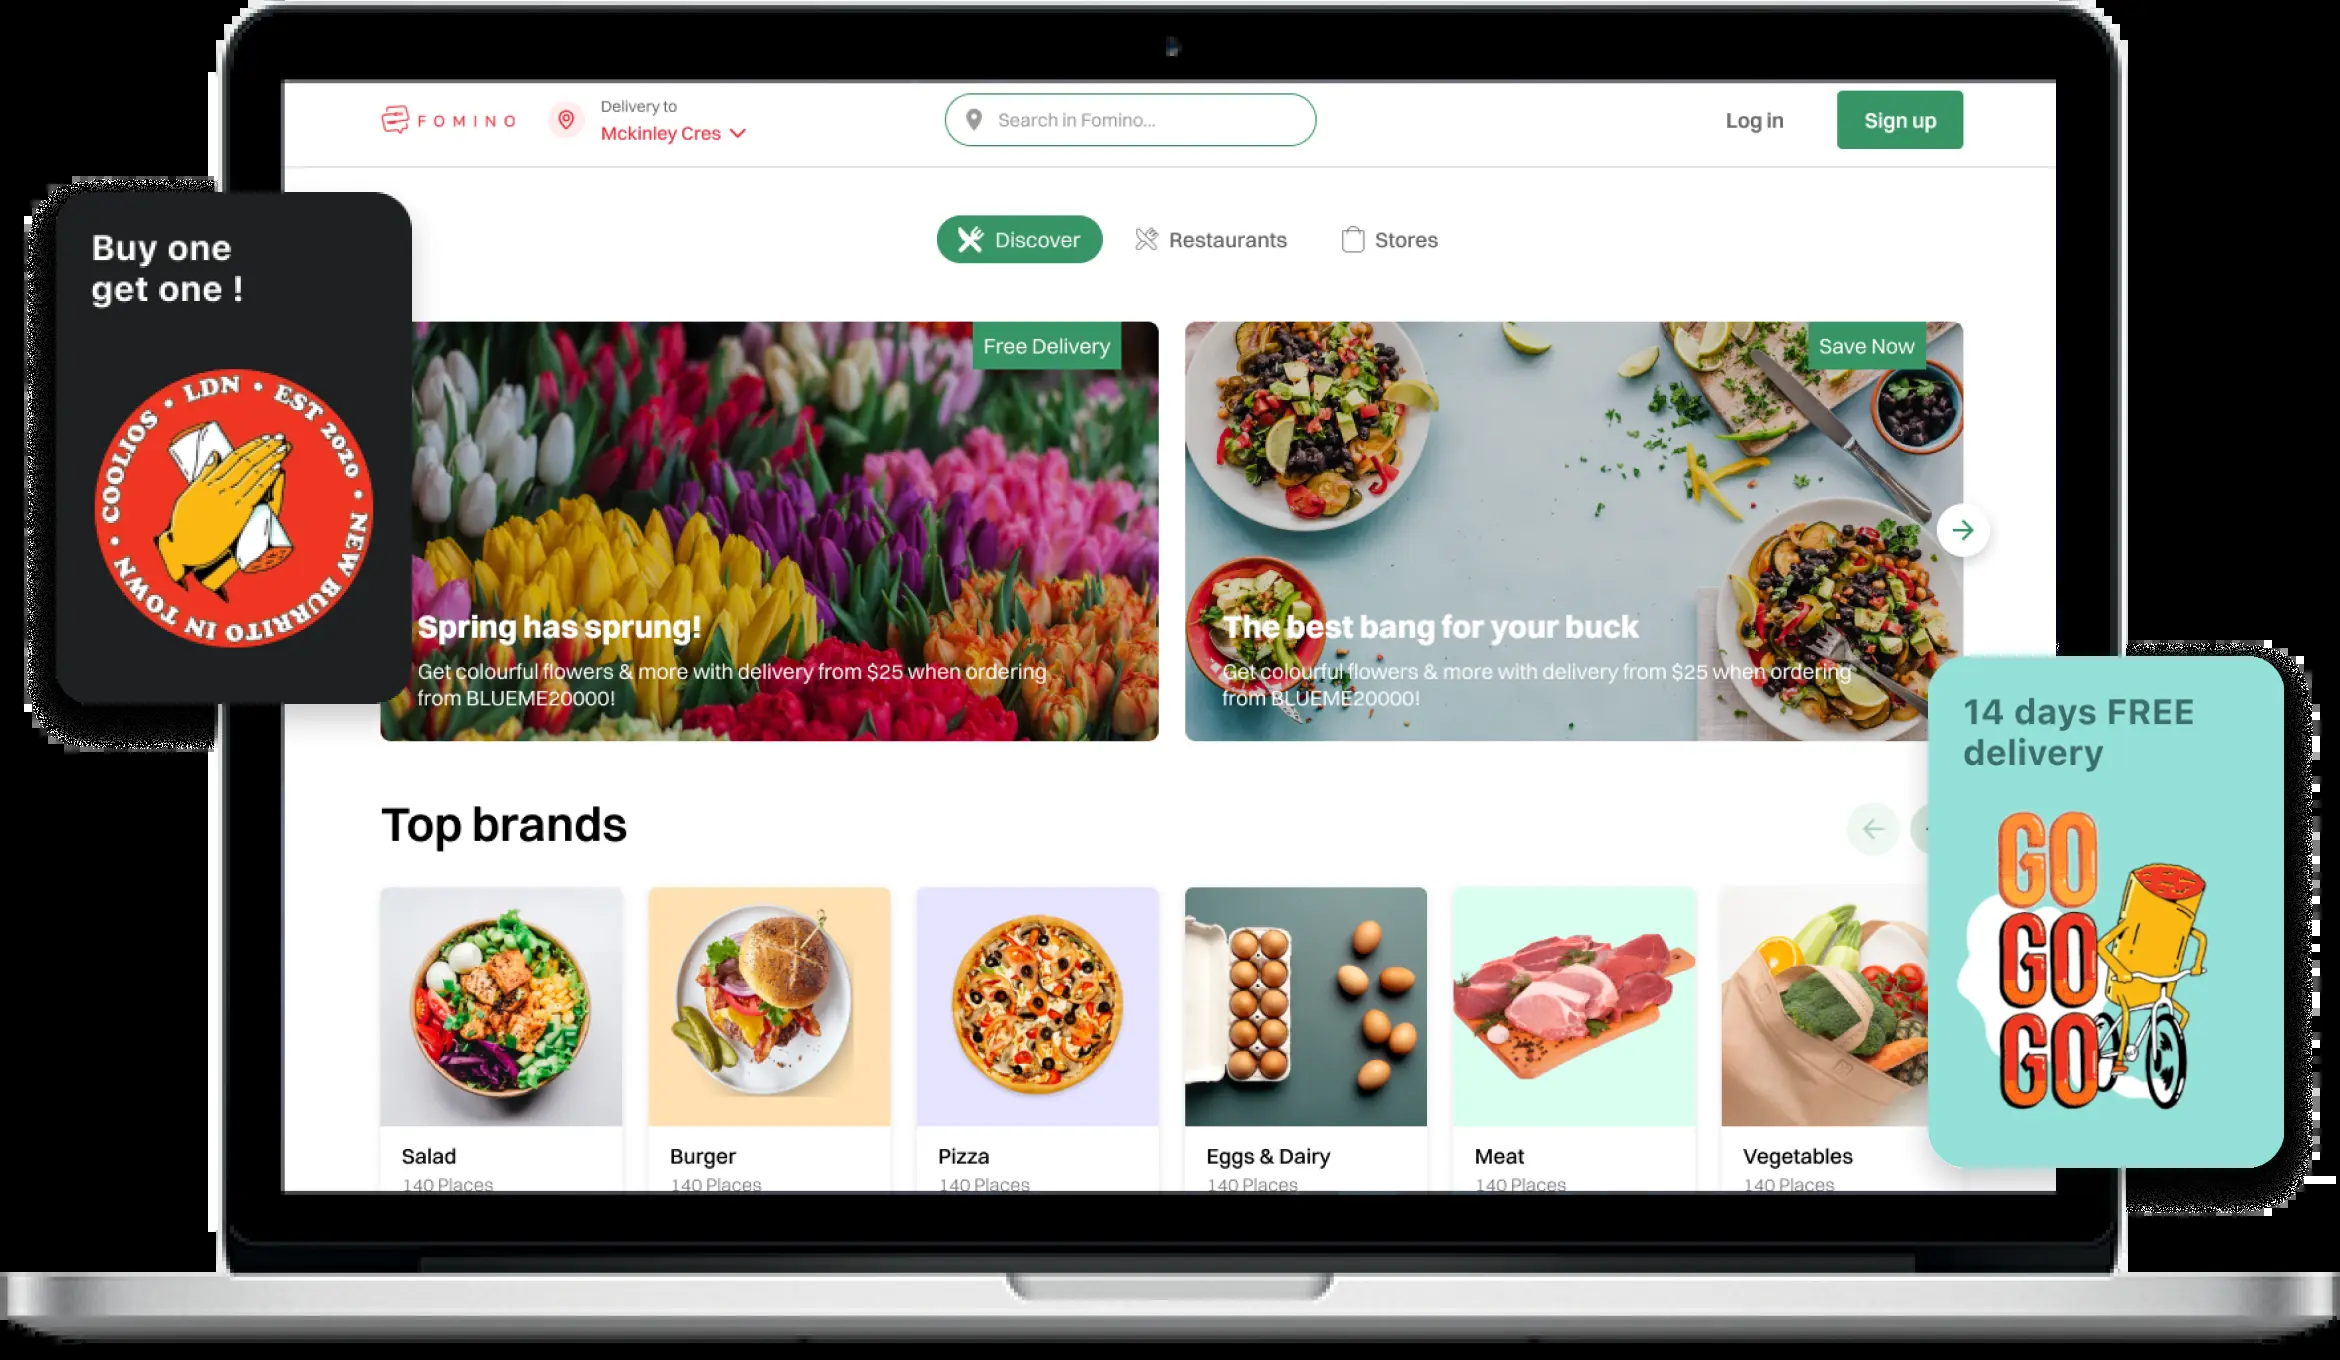 FOMINO
Delivery to
Mckinley Cres
Search in Fomino...
Log in
Sign up
Discover
Restaurants
Stores
Buy one
get one !
COOLIOS • LDN • EST 2020 • NEW BURRITO IN TOWN •
Free Delivery
Spring has sprung!
Get colourful flowers & more with delivery from $25 when ordering
from BLUEME20000!
Save Now
The best bang for your buck
Get colourful flowers & more with delivery from $25 when ordering
from BLUEME20000!
14 days FREE
delivery
GO
GO
GO
Top brands
Salad
140 Places
Burger
140 Places
Pizza
140 Places
Eggs & Dairy
140 Places
Meat
140 Places
Vegetables
140 Places